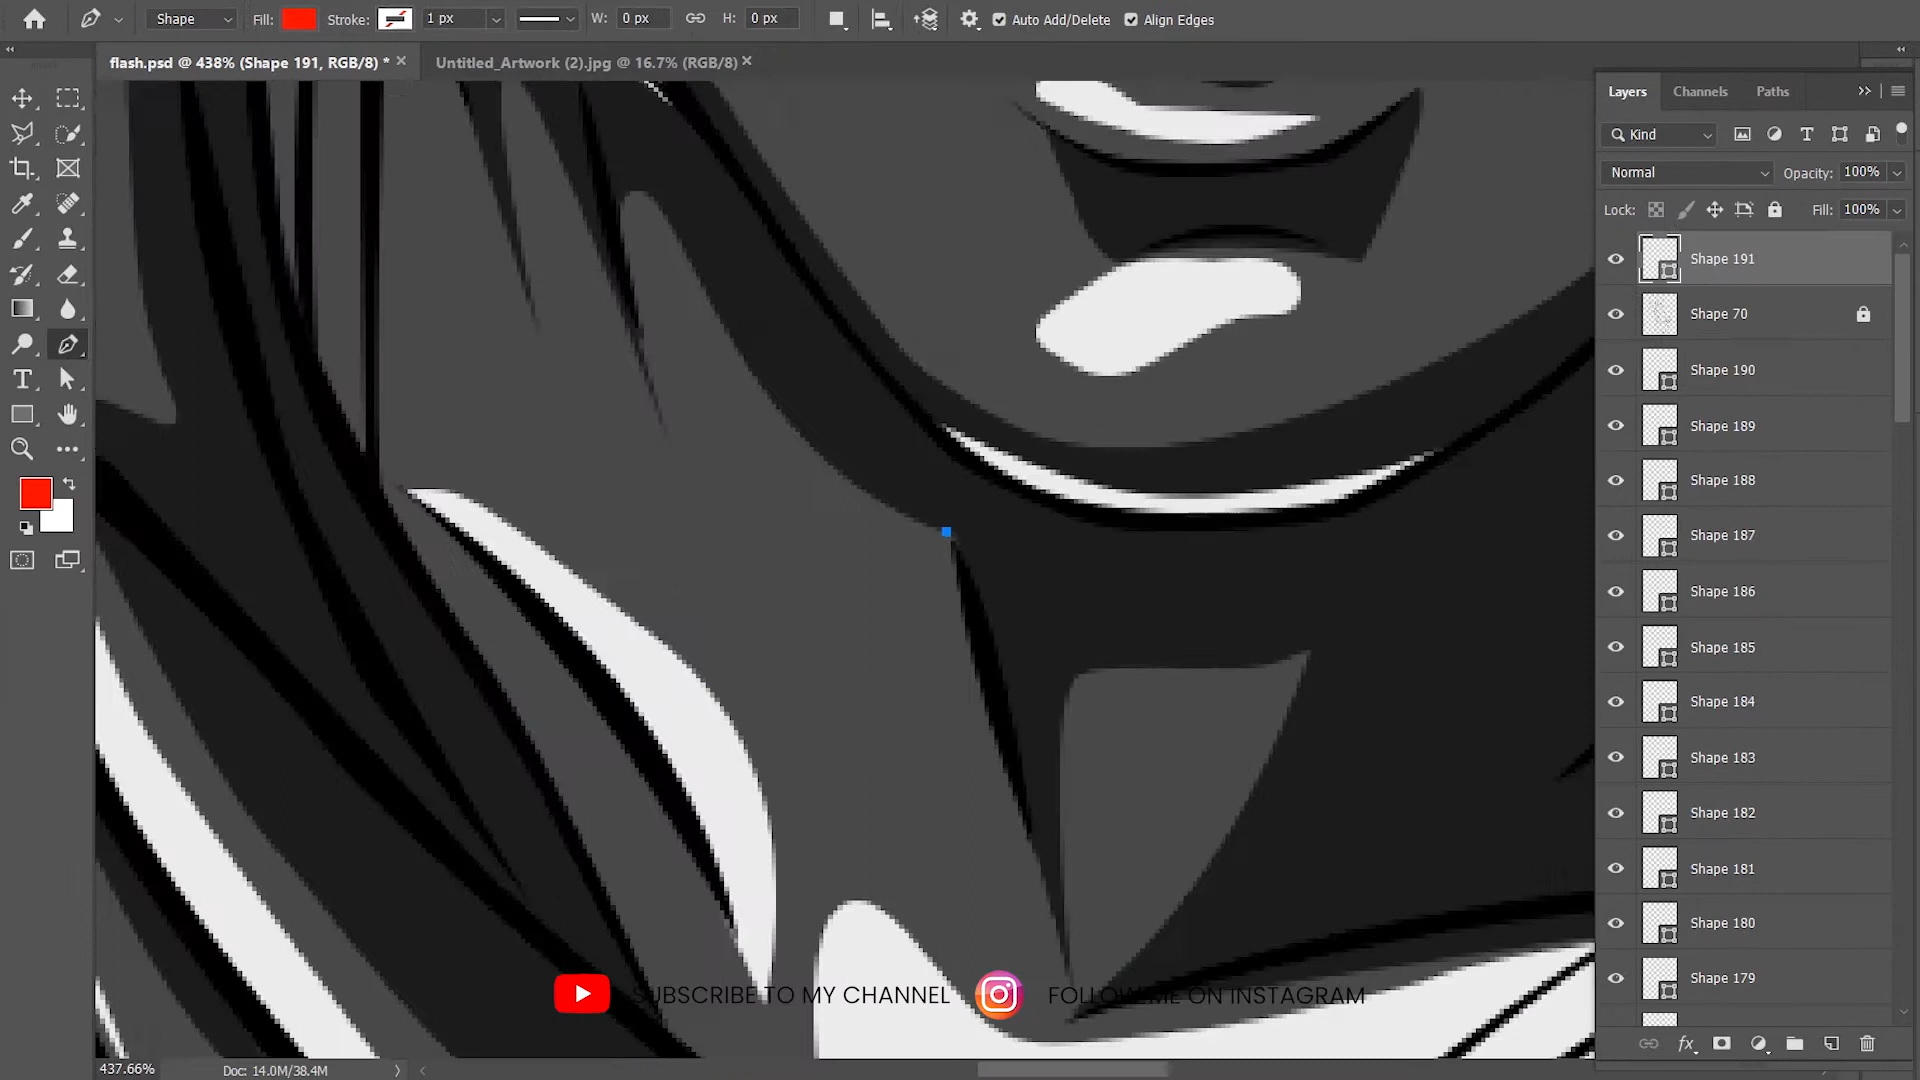 Shape Fill: Stroke: 1 px W: 0 px H: 0 px Auto Add/Delete Align Edges
flash.psd @ 438% (Shape 191, RGB/8) * Untitled_Artwork (2).jpg @ 16.7% (RGB/8)
Layers Channels Paths
Kind
Normal Opacity: 100%
Lock: Fill: 100%
Shape 191
Shape 70
Shape 190
Shape 189
Shape 188
Shape 187
Shape 186
Shape 185
Shape 184
Shape 183
Shape 182
Shape 181
Shape 180
Shape 179
SUBSCRIBE TO MY CHANNEL FOLLOW ME ON INSTAGRAM
437.66% Doc: 14.0M/38.4M